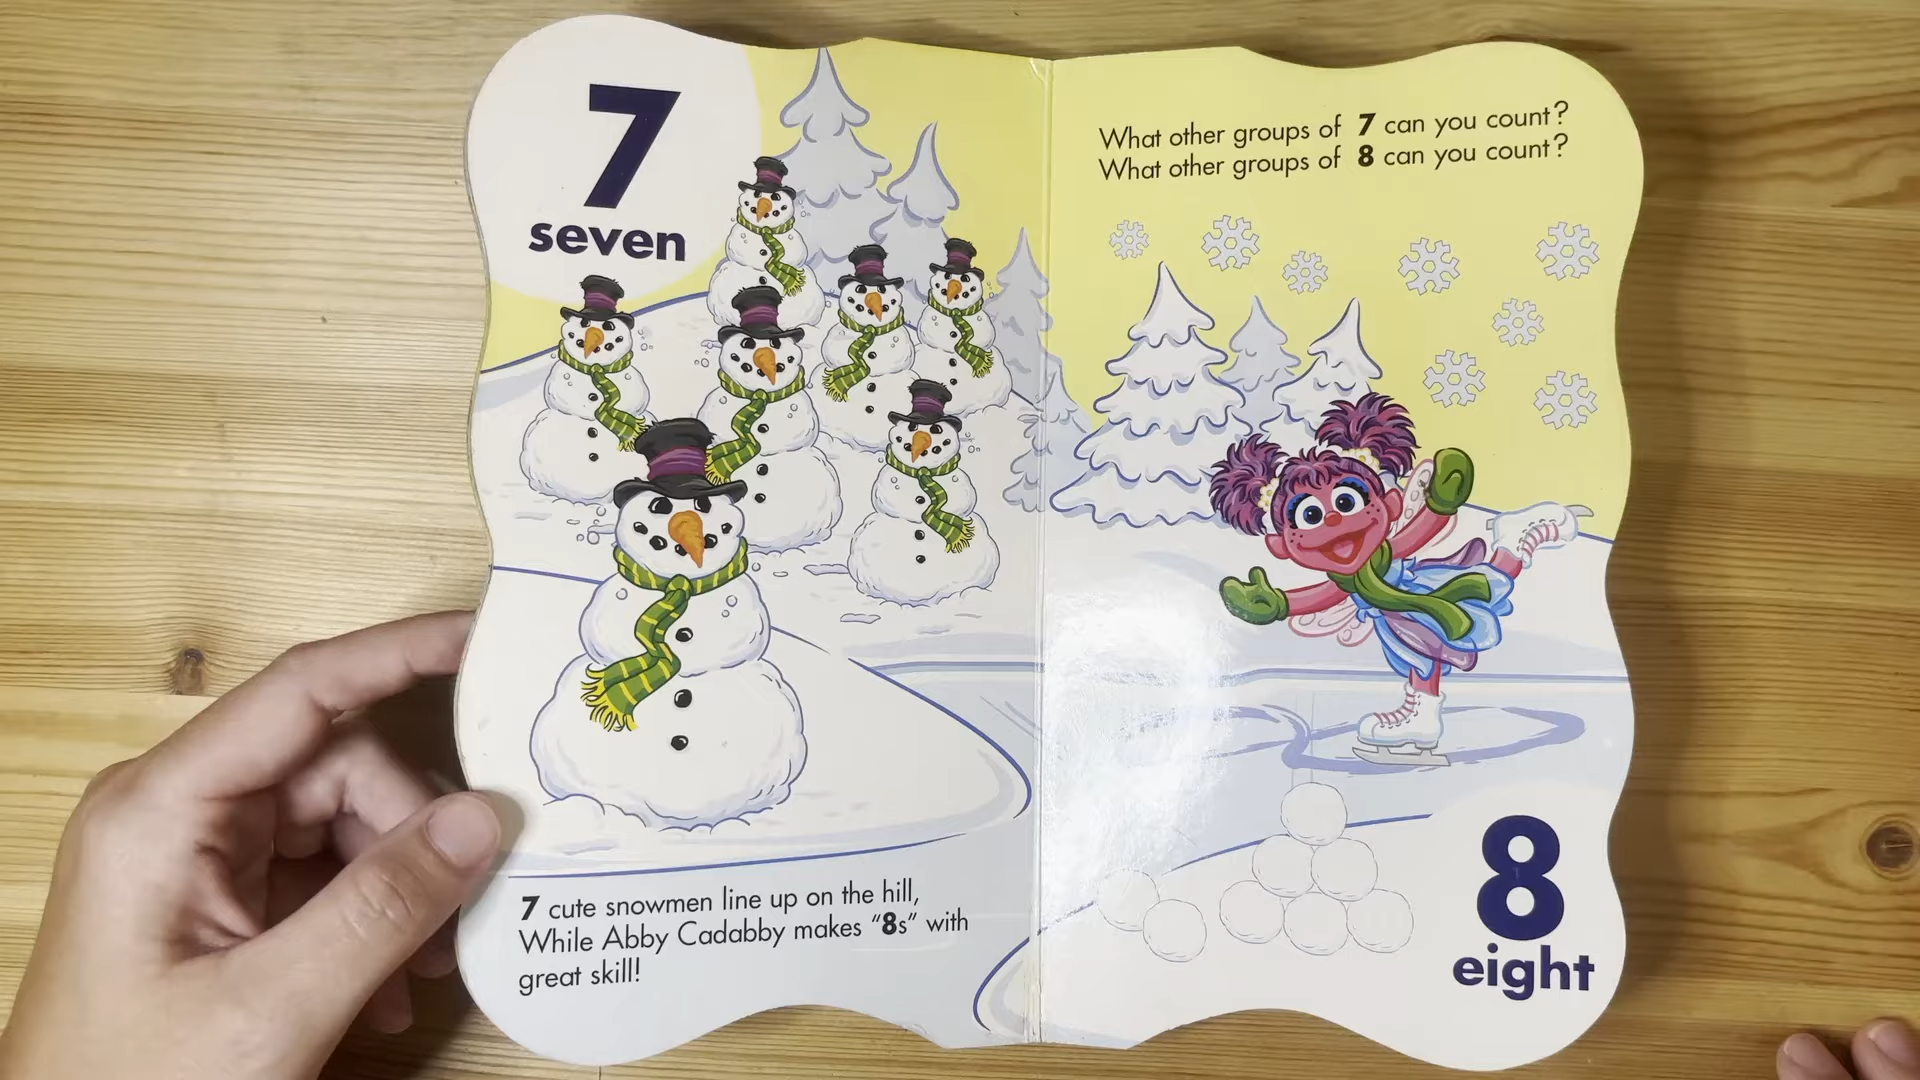 7
seven
7 cute snowmen line up on the hill,
While Abby Cadabby makes “8s” with
great skill!
What other groups of 7 can you count?
What other groups of 8 can you count?
8
eight